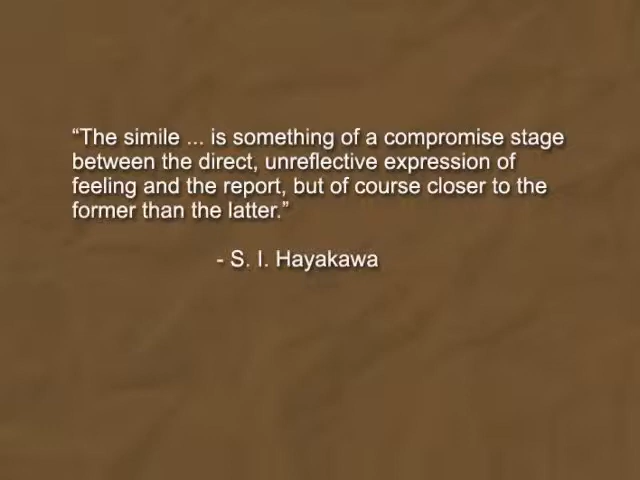 “The simile ... is something of a compromise stage
between the direct, unreflective expression of
feeling and the report, but of course closer to the
former than the latter.”
- S. I. Hayakawa